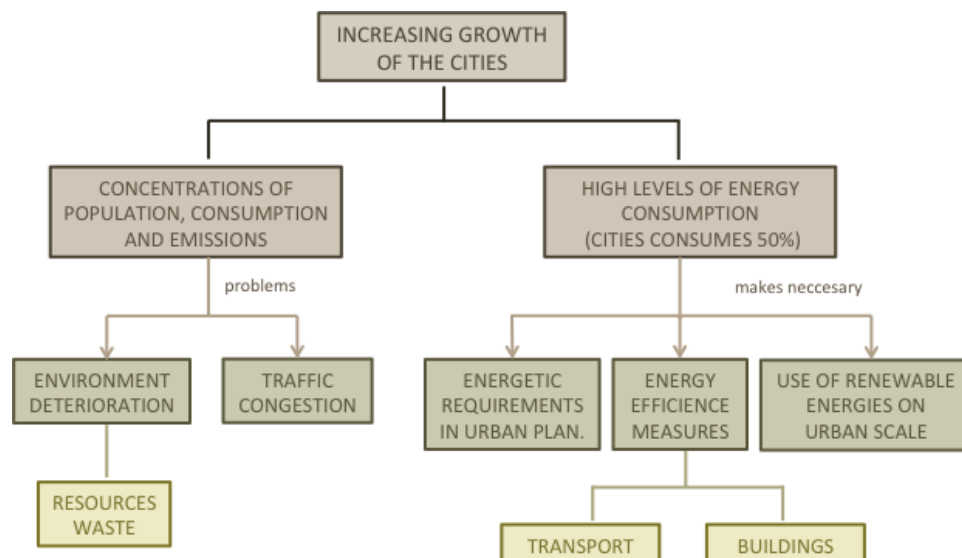 INCREASING GROWTH
OF THE CITIES
CONCENTRATIONS OF
POPULATION, CONSUMPTION
AND EMISSIONS
HIGH LEVELS OF ENERGY
CONSUMPTION
(CITIES CONSUMES 50%)
problems
makes neccesary
ENVIRONMENT
DETERIORATION
TRAFFIC
CONGESTION
ENERGETIC
REQUIREMENTS
IN URBAN PLAN.
ENERGY
EFFICIENCE
MEASURES
USE OF RENEWABLE
ENERGIES ON
URBAN SCALE
RESOURCES
WASTE
TRANSPORT
BUILDINGS